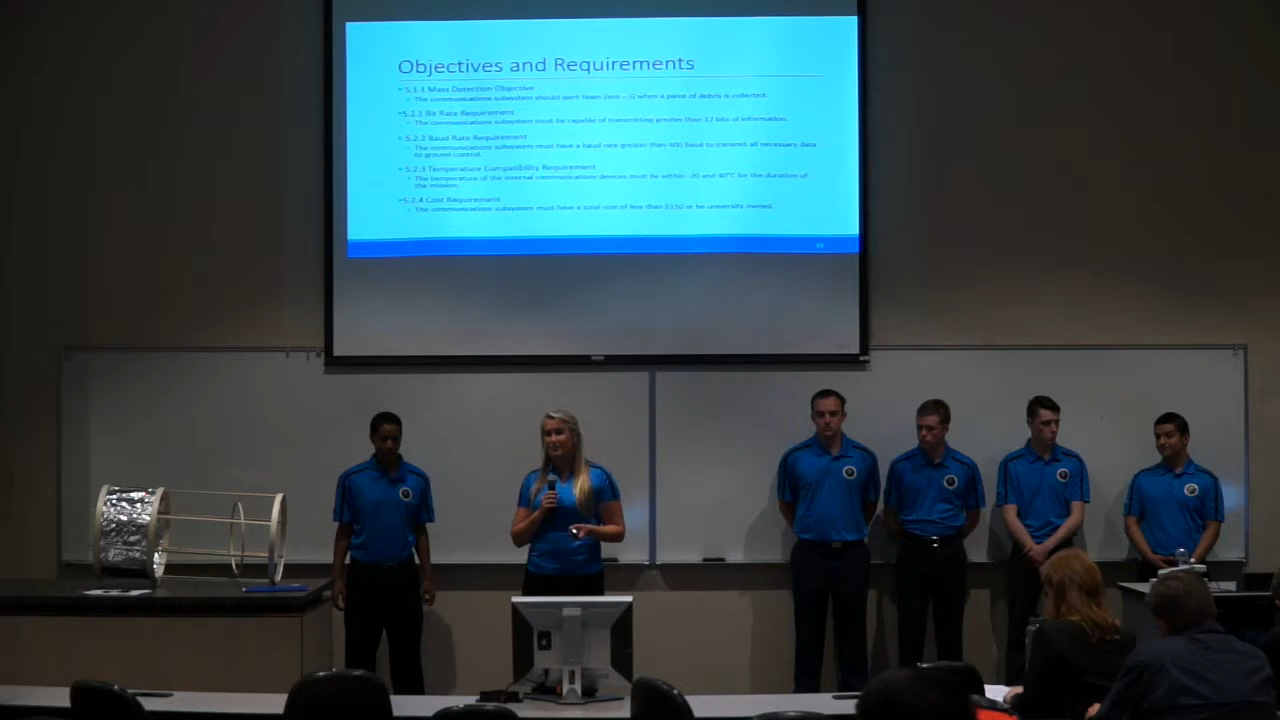 Objectives and Requirements
5.1.1 Mass Detection Objective
The communications subsystem should alert Team Zero – G when a piece of debris is collected.
5.2.1 Bit Rate Requirement
The communications subsystem must be capable of transmitting greater than 12 bits of information.
5.2.2 Baud Rate Requirement
The communications subsystem must have a baud rate greater than 400 baud to transmit all necessary data
to ground control.
5.2.3 Temperature Compatibility Requirement
The temperature of the internal communications devices must be within -20 and 40°C for the duration of
the mission.
5.2.4 Cost Requirement
The communications subsystem must have a total cost of less than $150 or be university owned.